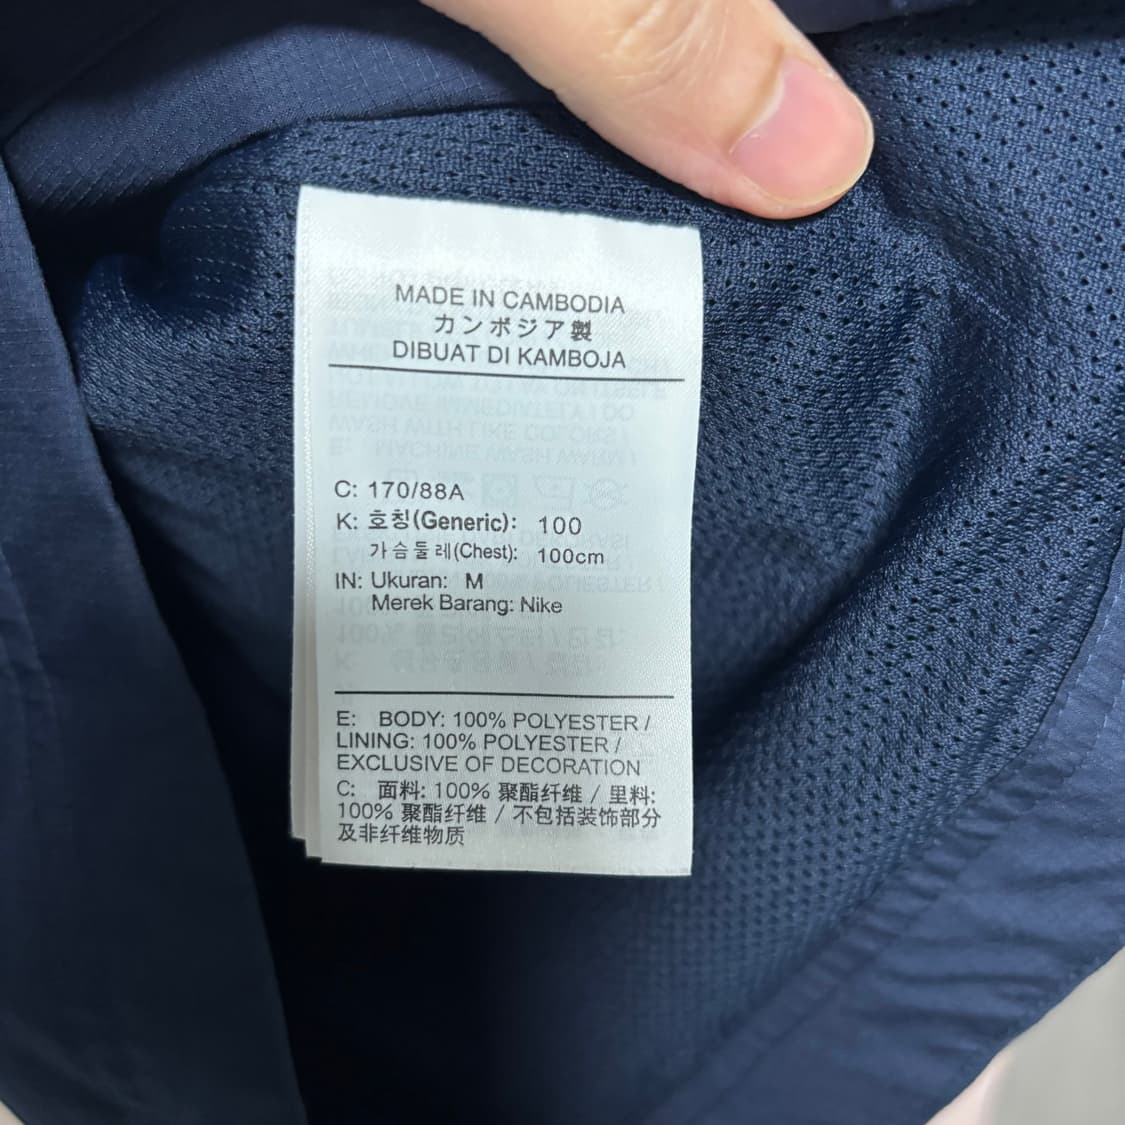 MADE IN CAMBODIA
カンボジア製
DIBUAT DI KAMBOJA
C: 170/88A
K: 호칭(Generic): 100
가슴둘레(Chest): 100cm
IN: Ukuran: M
Merek Barang: Nike
E: BODY: 100% POLYESTER /
LINING: 100% POLYESTER /
EXCLUSIVE OF DECORATION
C: 面料: 100% 聚酯纤维 / 里料:
100% 聚酯纤维 / 不包括装饰部分
及非纤维物质